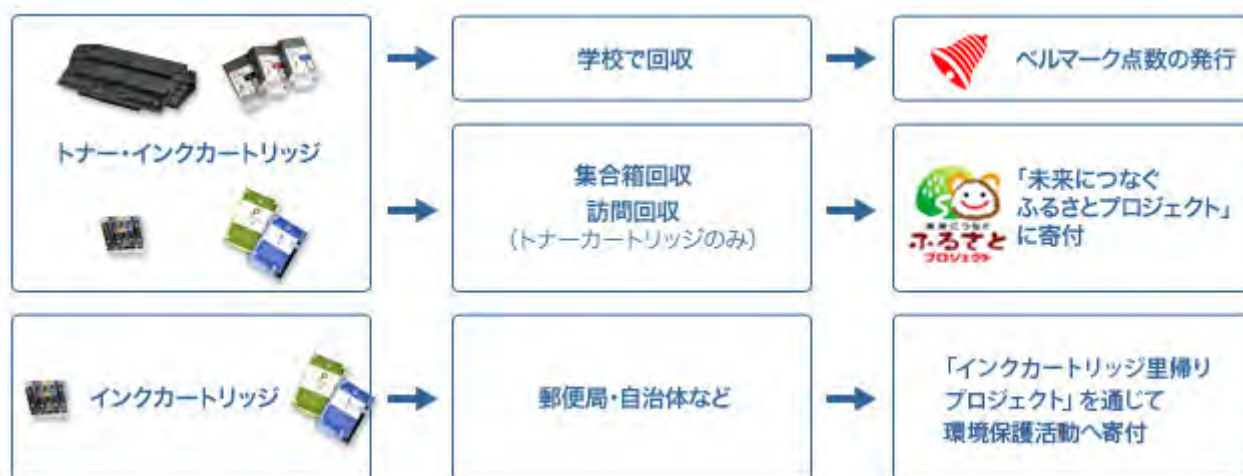 トナー・インクカートリッジ
学校で回収
ベルマーク点数の発行
集合箱回収
訪問回収
（トナーカートリッジのみ）
未来につなぐ
ふるさと
プロジェクト
「未来につなぐ
ふるさとプロジェクト」
に寄付
インクカートリッジ
郵便局・自治体など
「インクカートリッジ里帰り
プロジェクト」を通じて
環境保護活動へ寄付